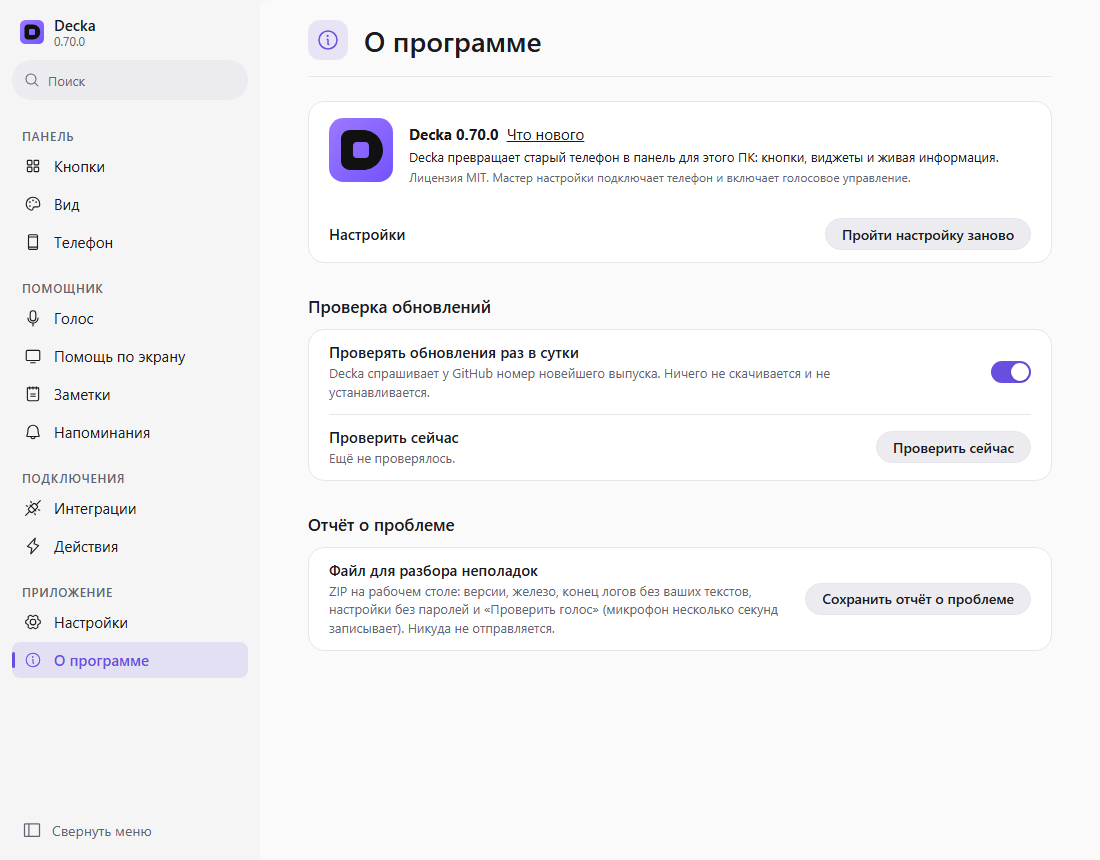 Decka
0.70.0
Поиск
ПАНЕЛЬ
Кнопки
Вид
Телефон
ПОМОЩНИК
Голос
Помощь по экрану
Заметки
Напоминания
ПОДКЛЮЧЕНИЯ
Интеграции
Действия
ПРИЛОЖЕНИЕ
Настройки
О программе
Свернуть меню
О программе
Decka 0.70.0 Что нового
Decka превращает старый телефон в панель для этого ПК: кнопки, виджеты и живая информация.
Лицензия MIT. Мастер настройки подключает телефон и включает голосовое управление.
Настройки
Пройти настройку заново
Проверка обновлений
Проверять обновления раз в сутки
Decka спрашивает у GitHub номер новейшего выпуска. Ничего не скачивается и не
устанавливается.
Проверить сейчас
Ещё не проверялось.
Проверить сейчас
Отчёт о проблеме
Файл для разбора неполадок
ZIP на рабочем столе: версии, железо, конец логов без ваших текстов,
настройки без паролей и «Проверить голос» (микрофон несколько секунд
записывает). Никуда не отправляется.
Сохранить отчёт о проблеме